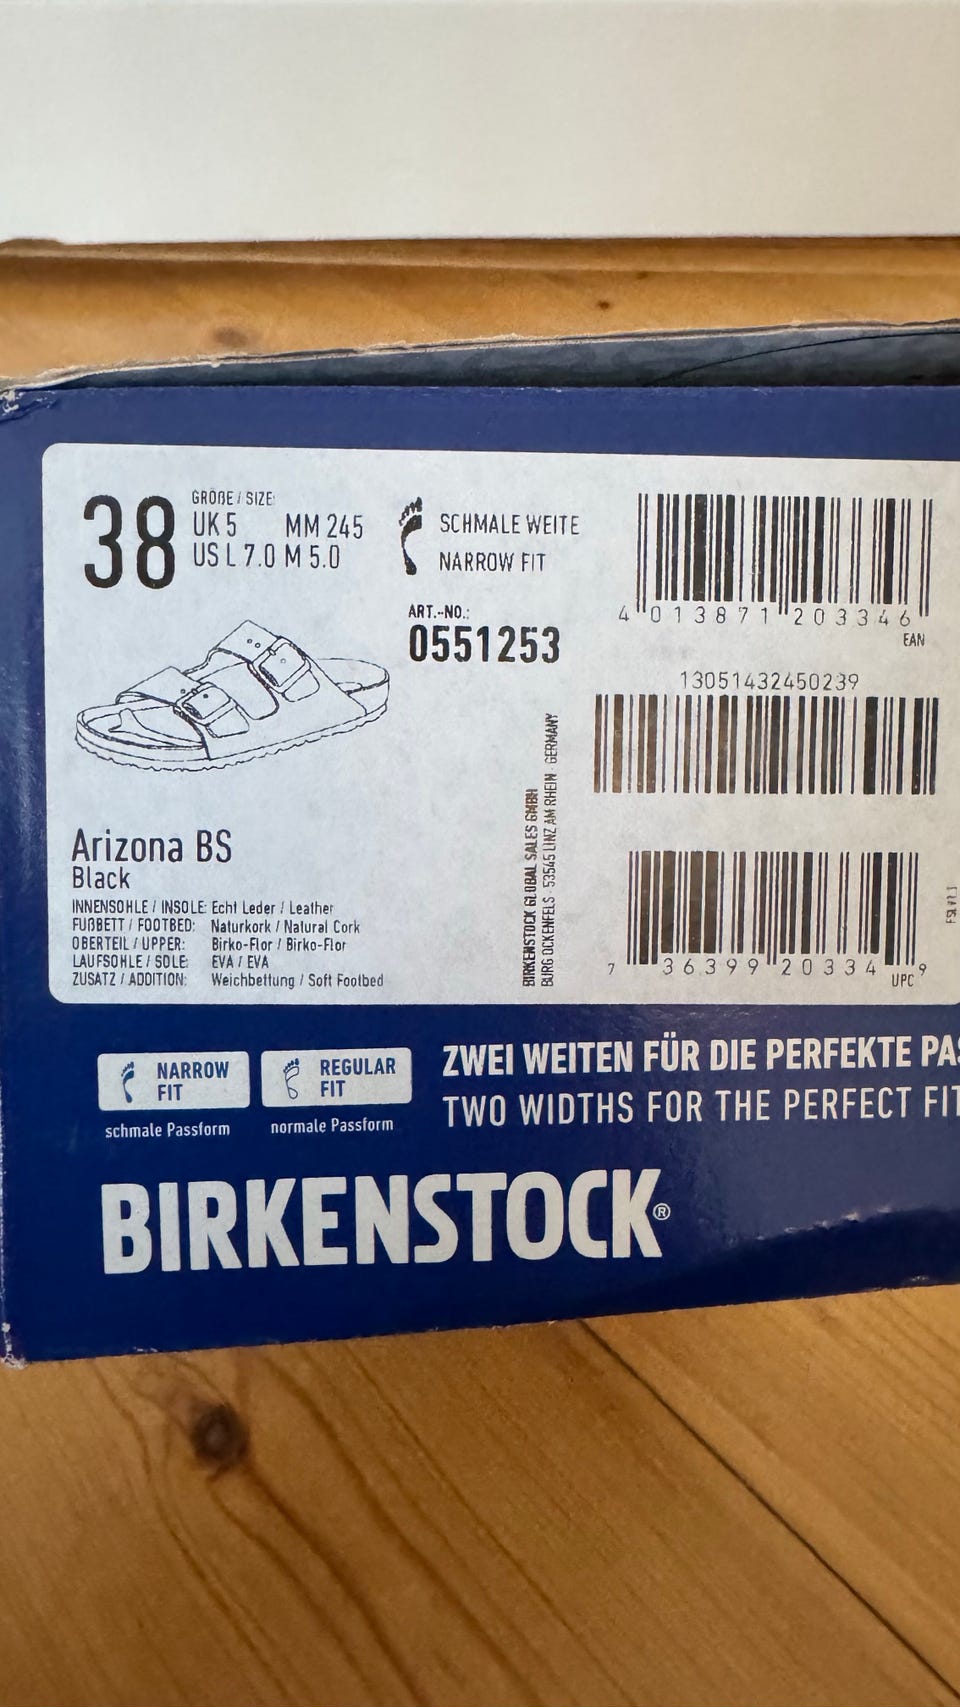 38
GRÖßE / SIZE:
UK 5 MM 245
US L 7.0 M 5.0
SCHMALE WEITE
NARROW FIT
ART.-NO.:
0551253
4 013871 203346
EAN
13051432450239
7 36399 20334 9
UPC
BIRKENSTOCK GLOBAL SALES GMBH
BURG OCKENFELS · 53545 LINZ AM RHEIN · GERMANY
Arizona BS
Black
INNENSOHLE / INSOLE: Echt Leder / Leather
FUßBETT / FOOTBED: Naturkork / Natural Cork
OBERTEIL / UPPER: Birko-Flor / Birko-Flor
LAUFSOHLE / SOLE: EVA / EVA
ZUSATZ / ADDITION: Weichbettung / Soft Footbed
NARROW
FIT
schmale Passform
REGULAR
FIT
normale Passform
ZWEI WEITEN FÜR DIE PERFEKTE PAS
TWO WIDTHS FOR THE PERFECT FIT
BIRKENSTOCK®